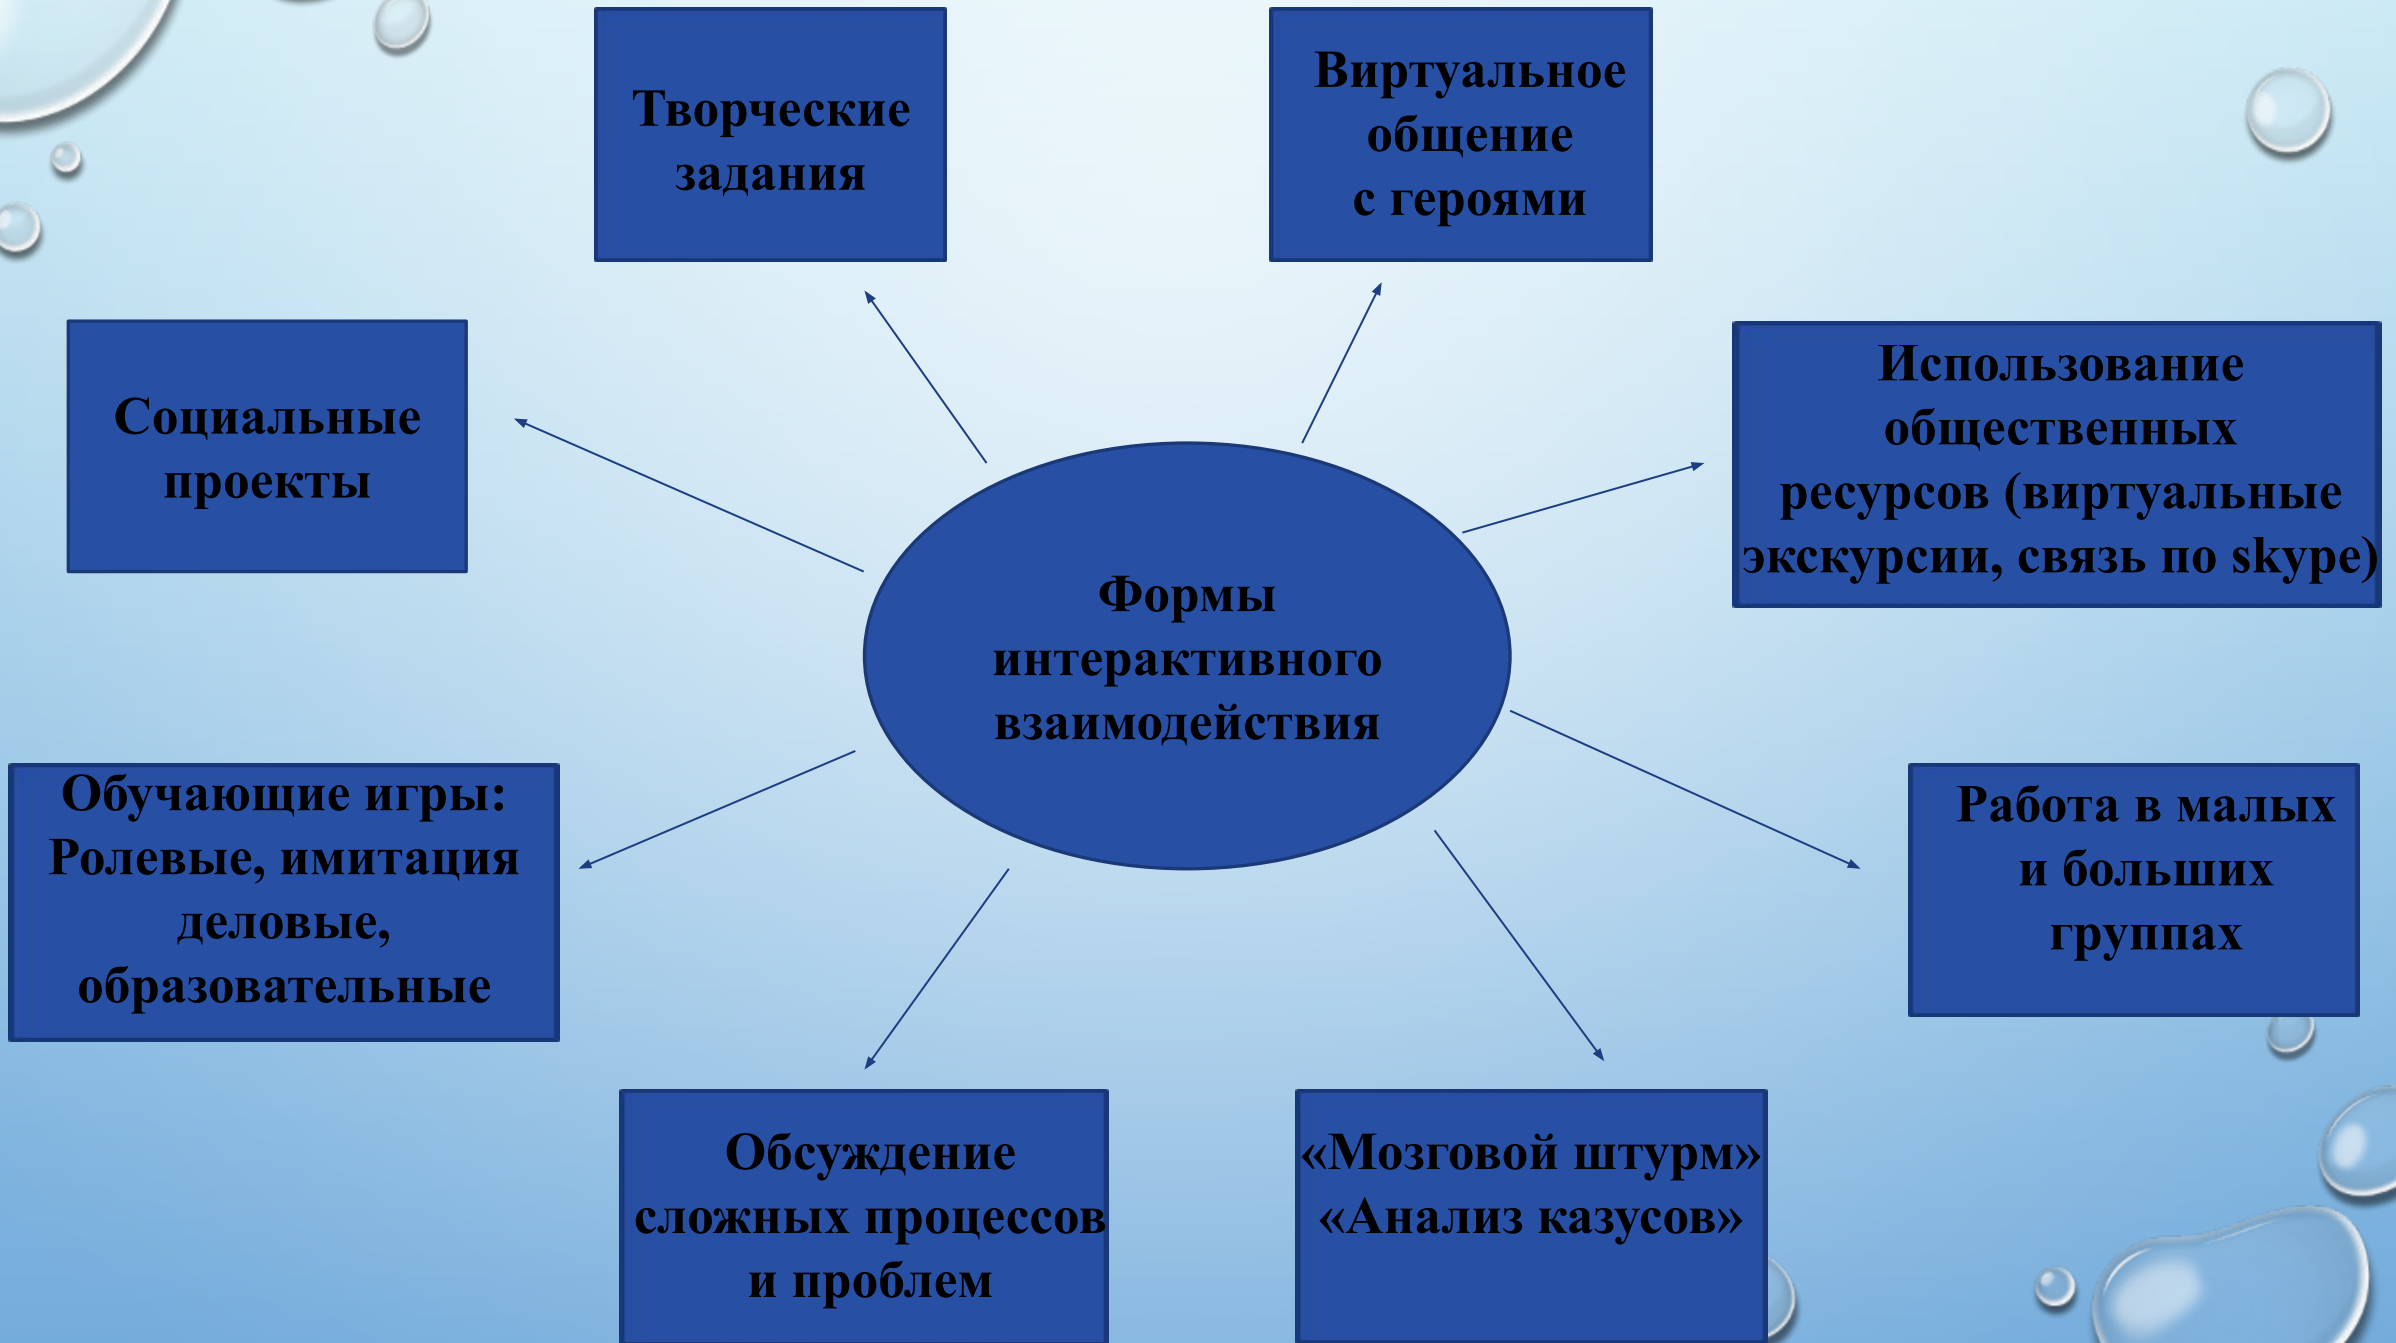 Творческие
задания
Виртуальное
общение
с героями
Социальные
проекты
Использование
общественных
ресурсов (виртуальные
экскурсии, связь по skype)
Формы
интерактивного
взаимодействия
Обучающие игры:
Ролевые, имитация
деловые,
образовательные
Работа в малых
и больших
группах
Обсуждение
сложных процессов
и проблем
«Мозговой штурм»
«Анализ казусов»